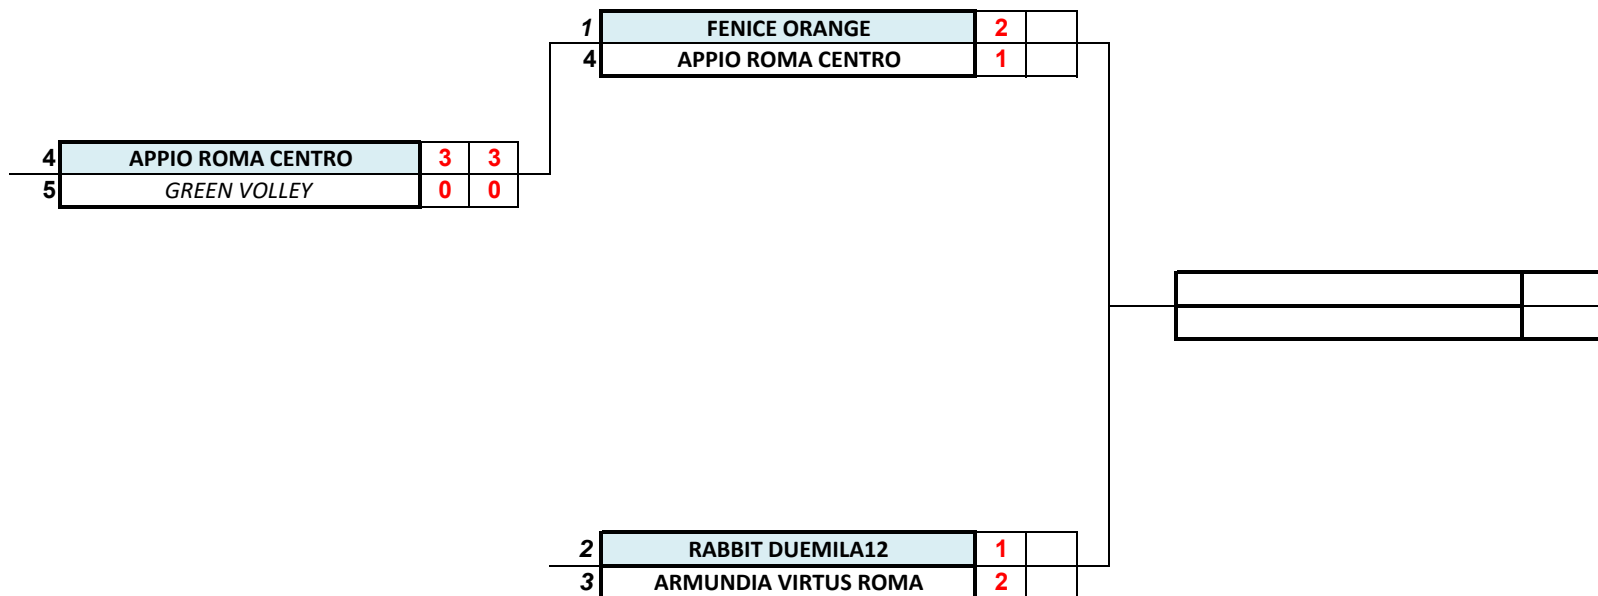 1 FENICE ORANGE 2
4 APPIO ROMA CENTRO 1
4 APPIO ROMA CENTRO 3 3
5 GREEN VOLLEY 0 0
2 RABBIT DUEMILA12 1
3 ARMUNDIA VIRTUS ROMA 2